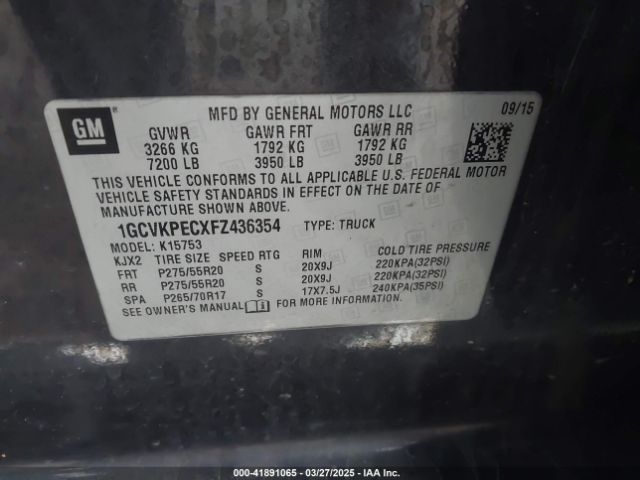 GM
MFD BY GENERAL MOTORS LLC
09/15
GVWR GAWR FRT GAWR RR
3266 KG 1792 KG 1792 KG
7200 LB 3950 LB 3950 LB
THIS VEHICLE CONFORMS TO ALL APPLICABLE U.S. FEDERAL MOTOR
VEHICLE SAFETY STANDARDS IN EFFECT ON THE DATE OF
MANUFACTURE SHOWN ABOVE.
1GCVKPECXFZ436354 TYPE: TRUCK
MODEL: K15753
KJX2 TIRE SIZE SPEED RTG RIM COLD TIRE PRESSURE
FRT P275/55R20 S 20X9J 220KPA(32PSI)
RR P275/55R20 S 20X9J 220KPA(32PSI)
SPA P265/70R17 S 17X7.5J 240KPA(35PSI)
SEE OWNER'S MANUAL FOR MORE INFORMATION.
000-41891065 - 03/27/2025 - IAA Inc.